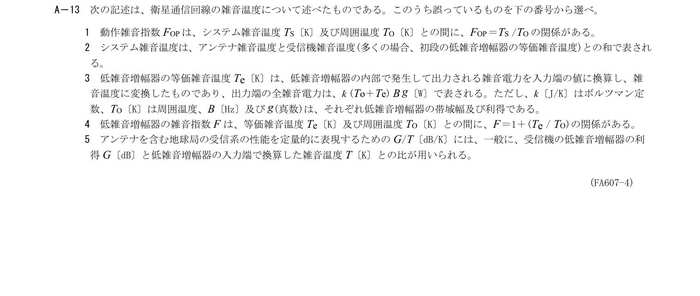 A－13 次の記述は、衛星通信回線の雑音温度について述べたものである。このうち誤っているものを下の番号から選べ。
1 動作雑音指数 FOP は、システム雑音温度 TS〔K〕及び周囲温度 TO〔K〕との間に、FOP＝TS /TO の関係がある。
2 システム雑音温度は、アンテナ雑音温度と受信機雑音温度(多くの場合、初段の低雑音増幅器の等価雑音温度)との和で表され
る。
3 低雑音増幅器の等価雑音温度 Te〔K〕は、低雑音増幅器の内部で発生して出力される雑音電力を入力端の値に換算し、雑
音温度に変換したものであり、出力端の全雑音電力は、k (TO＋Te) B g〔W〕で表される。ただし、k〔J/K〕はボルツマン定
数、TO〔K〕は周囲温度、B〔Hz〕及び g(真数)は、それぞれ低雑音増幅器の帯域幅及び利得である。
4 低雑音増幅器の雑音指数 F は、等価雑音温度 Te〔K〕及び周囲温度 TO〔K〕との間に、F＝1＋(Te / TO)の関係がある。
5 アンテナを含む地球局の受信系の性能を定量的に表現するための G/T〔dB/K〕には、一般に、受信機の低雑音増幅器の利
得 G〔dB〕と低雑音増幅器の入力端で換算した雑音温度 T〔K〕との比が用いられる。
(FA607-4)